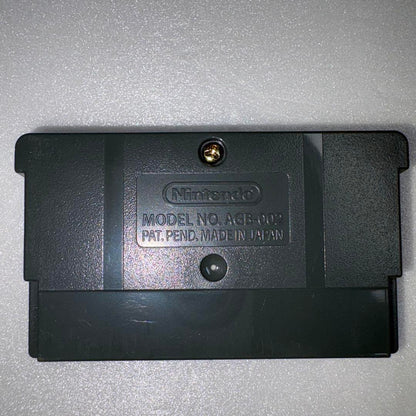 Nintendo
MODEL NO. AGB-002
PAT. PEND. MADE IN JAPAN